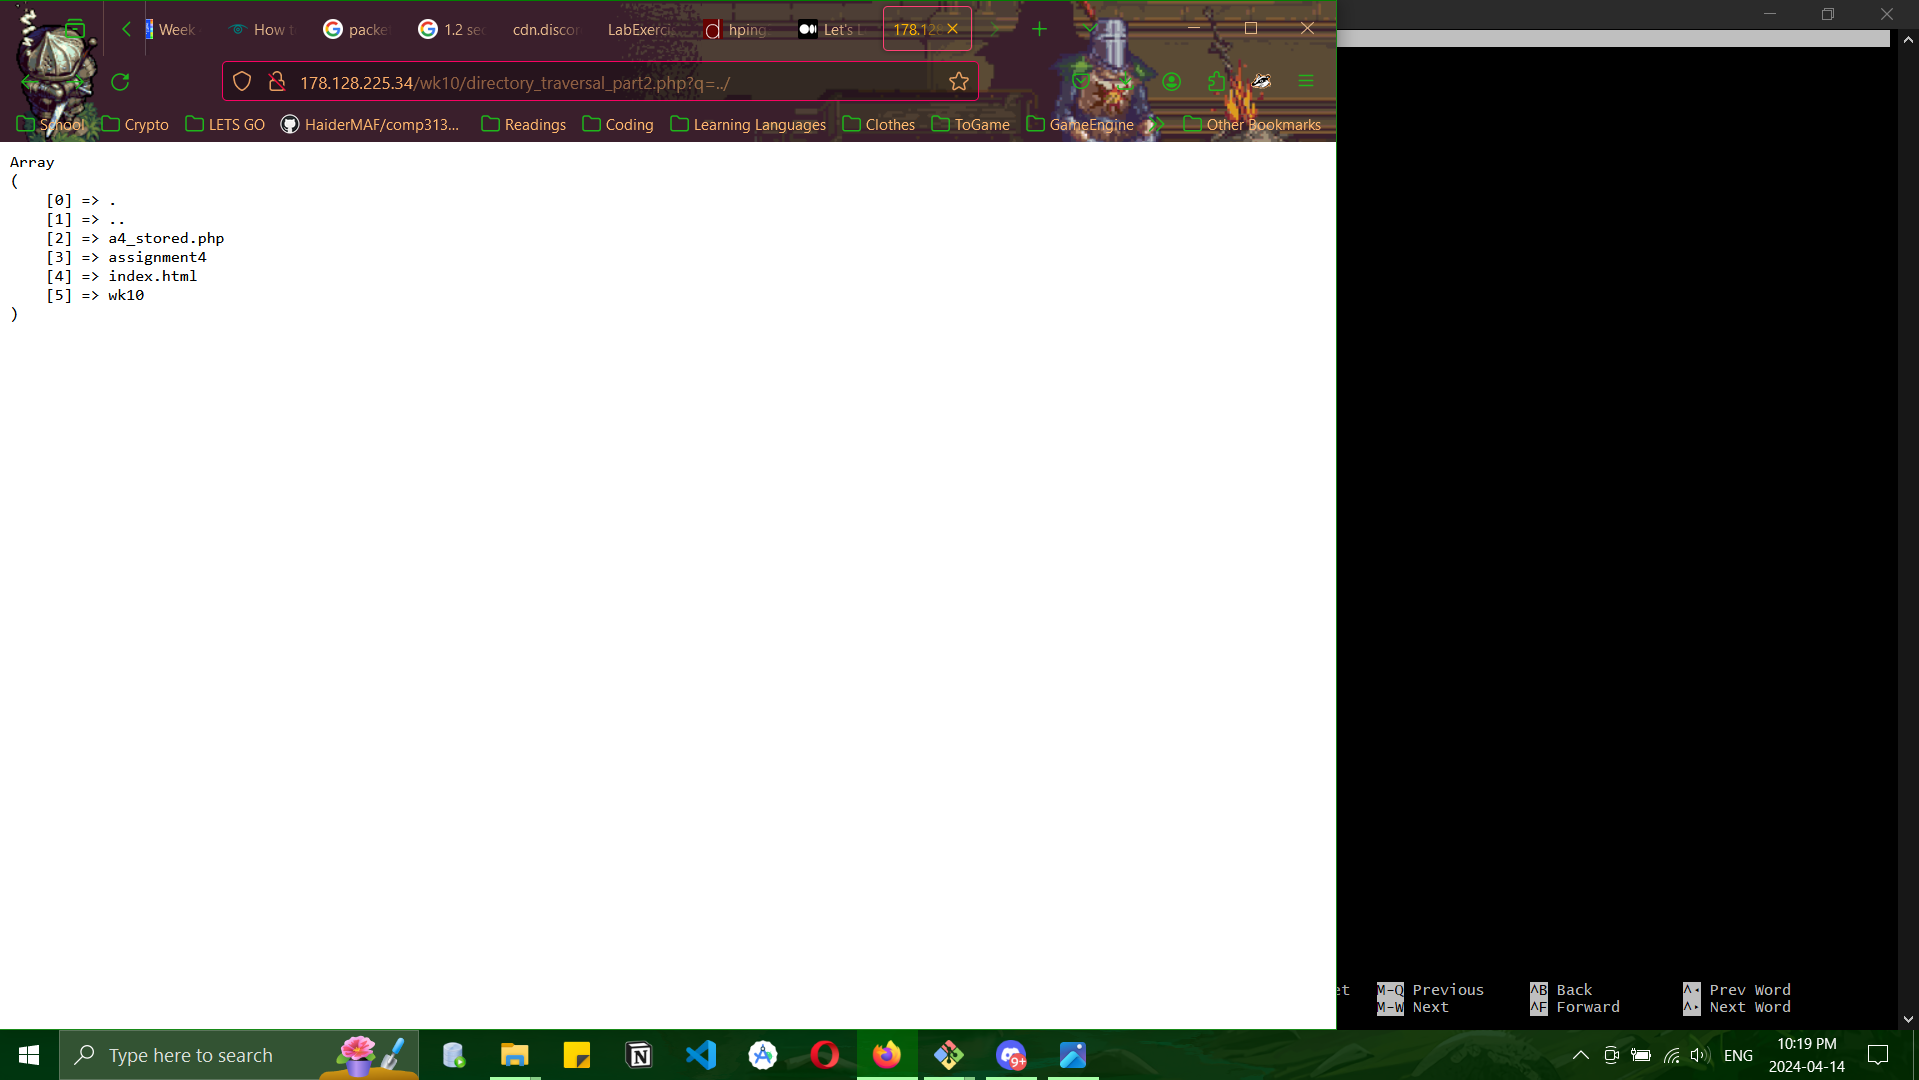 Week
How t
packe
1.2 sec
cdn.discor
LabExerci
hping
Let's L
178.128
178.128.225.34/wk10/directory_traversal_part2.php?q=../
School
Crypto
LETS GO
HaiderMAF/comp313...
Readings
Coding
Learning Languages
Clothes
ToGame
GameEngine
Other Bookmarks
Array
(
[0] => .
[1] => ..
[2] => a4_stored.php
[3] => assignment4
[4] => index.html
[5] => wk10
)
et M-Q Previous ^B Back ^◂ Prev Word
M-W Next ^F Forward ^▸ Next Word
Type here to search
9+
ENG
10:19 PM
2024-04-14